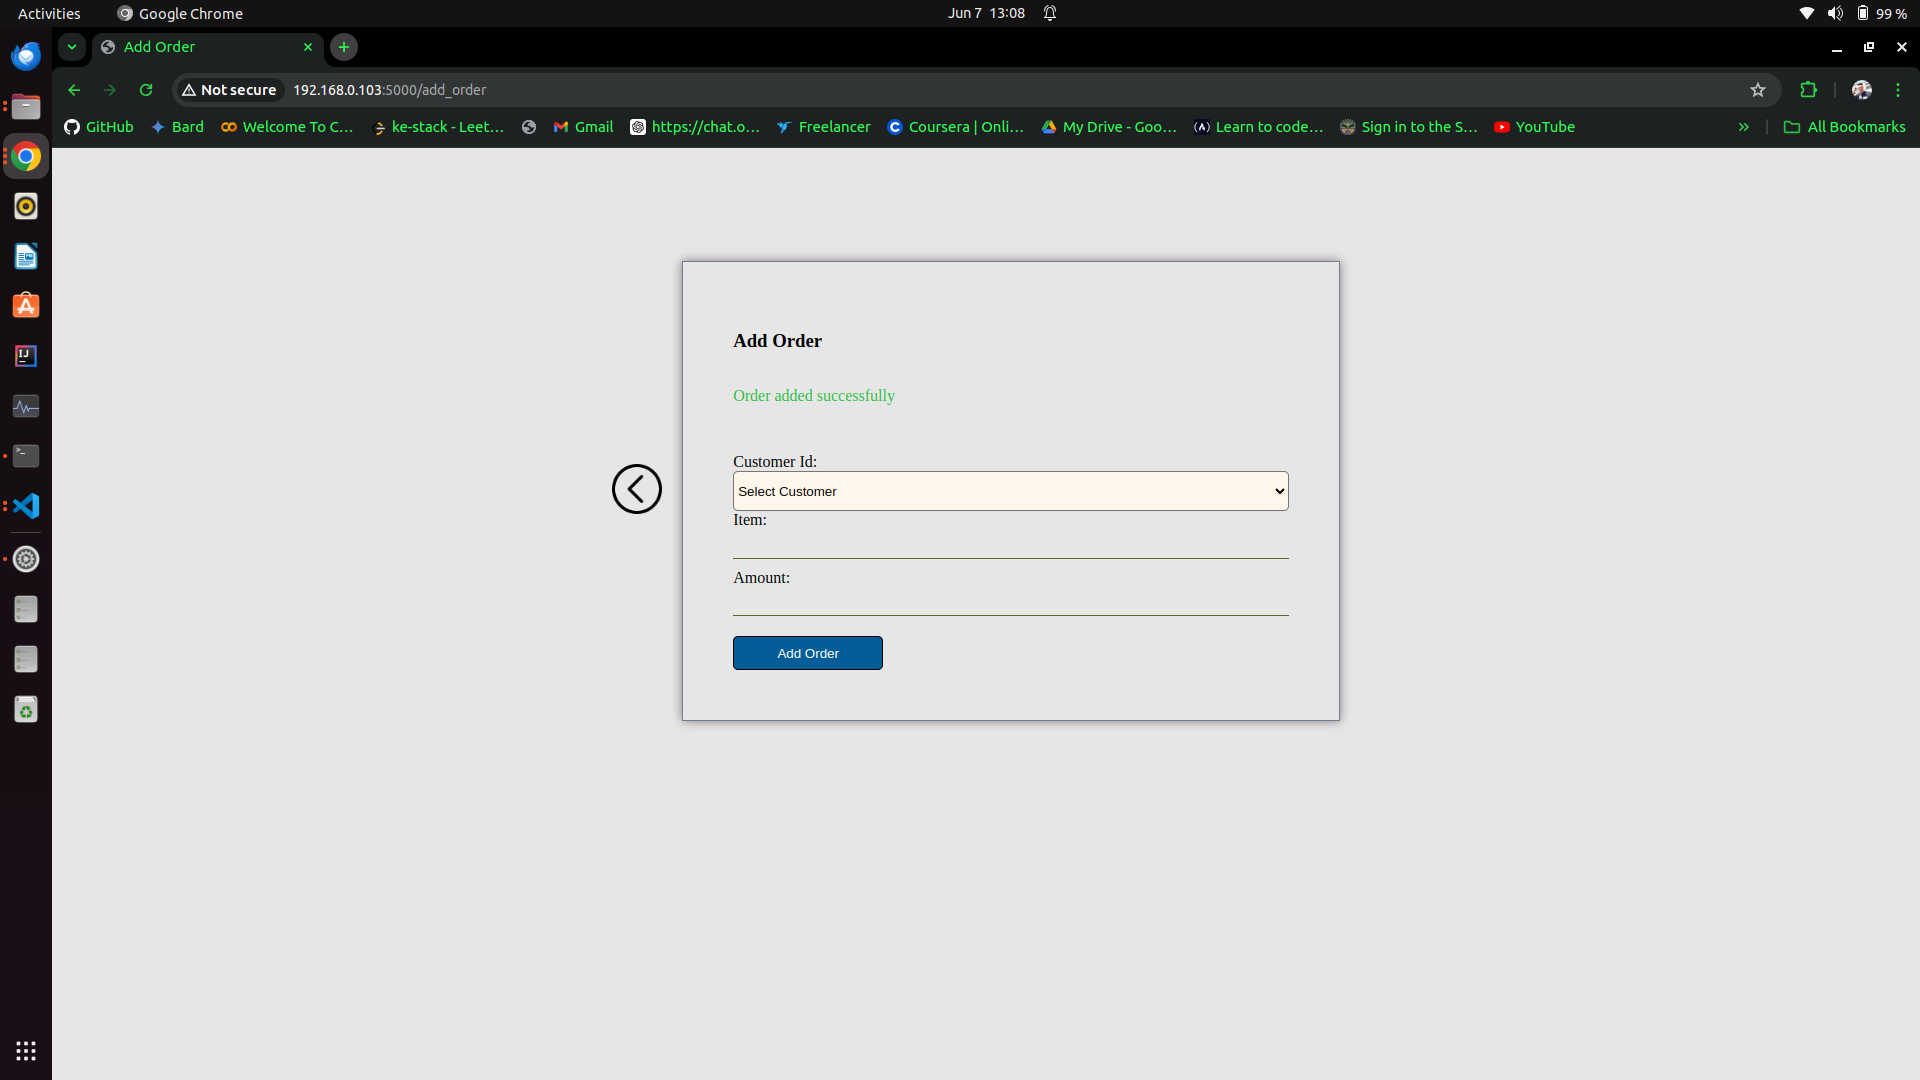 Activities
Google Chrome
Jun 7 13:08
99 %
Add Order
Not secure
192.168.0.103:5000/add_order
GitHub
Bard
Welcome To C...
ke-stack - Leet...
Gmail
https://chat.o...
Freelancer
Coursera | Onli...
My Drive - Goo...
Learn to code...
Sign in to the S...
YouTube
All Bookmarks
Add Order
Order added successfully
Customer Id:
Select Customer
Item:
Amount:
Add Order